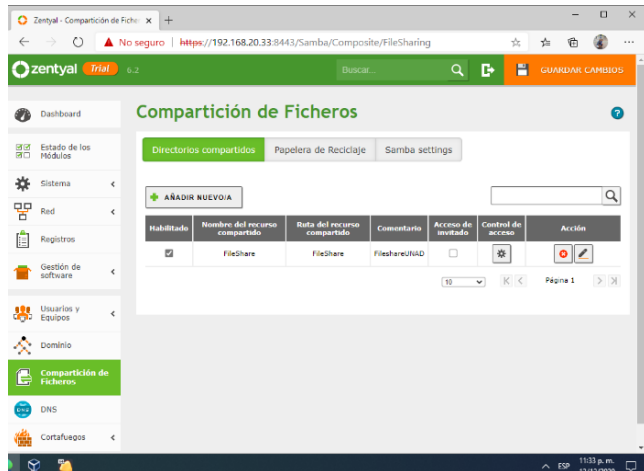 Zentyal - Compartición de Ficher
No seguro | https://192.168.20.33:8443/Samba/Composite/FileSharing
zentyal Trial 6.2
Buscar...
GUARDAR CAMBIOS
Dashboard
Estado de los
Módulos
Sistema
Red
Registros
Gestión de
software
Usuarios y
Equipos
Dominio
Compartición de
Ficheros
DNS
Cortafuegos
Compartición de Ficheros
Directorios compartidos Papelera de Reciclaje Samba settings
AÑADIR NUEVO/A
Habilitado
Nombre del recurso
compartido
Ruta del recurso
compartido
Comentario
Acceso de
invitado
Control de
acceso
Acción
FileShare FileShare FileshareUNAD
10 Página 1
ESP
11:33 p. m.